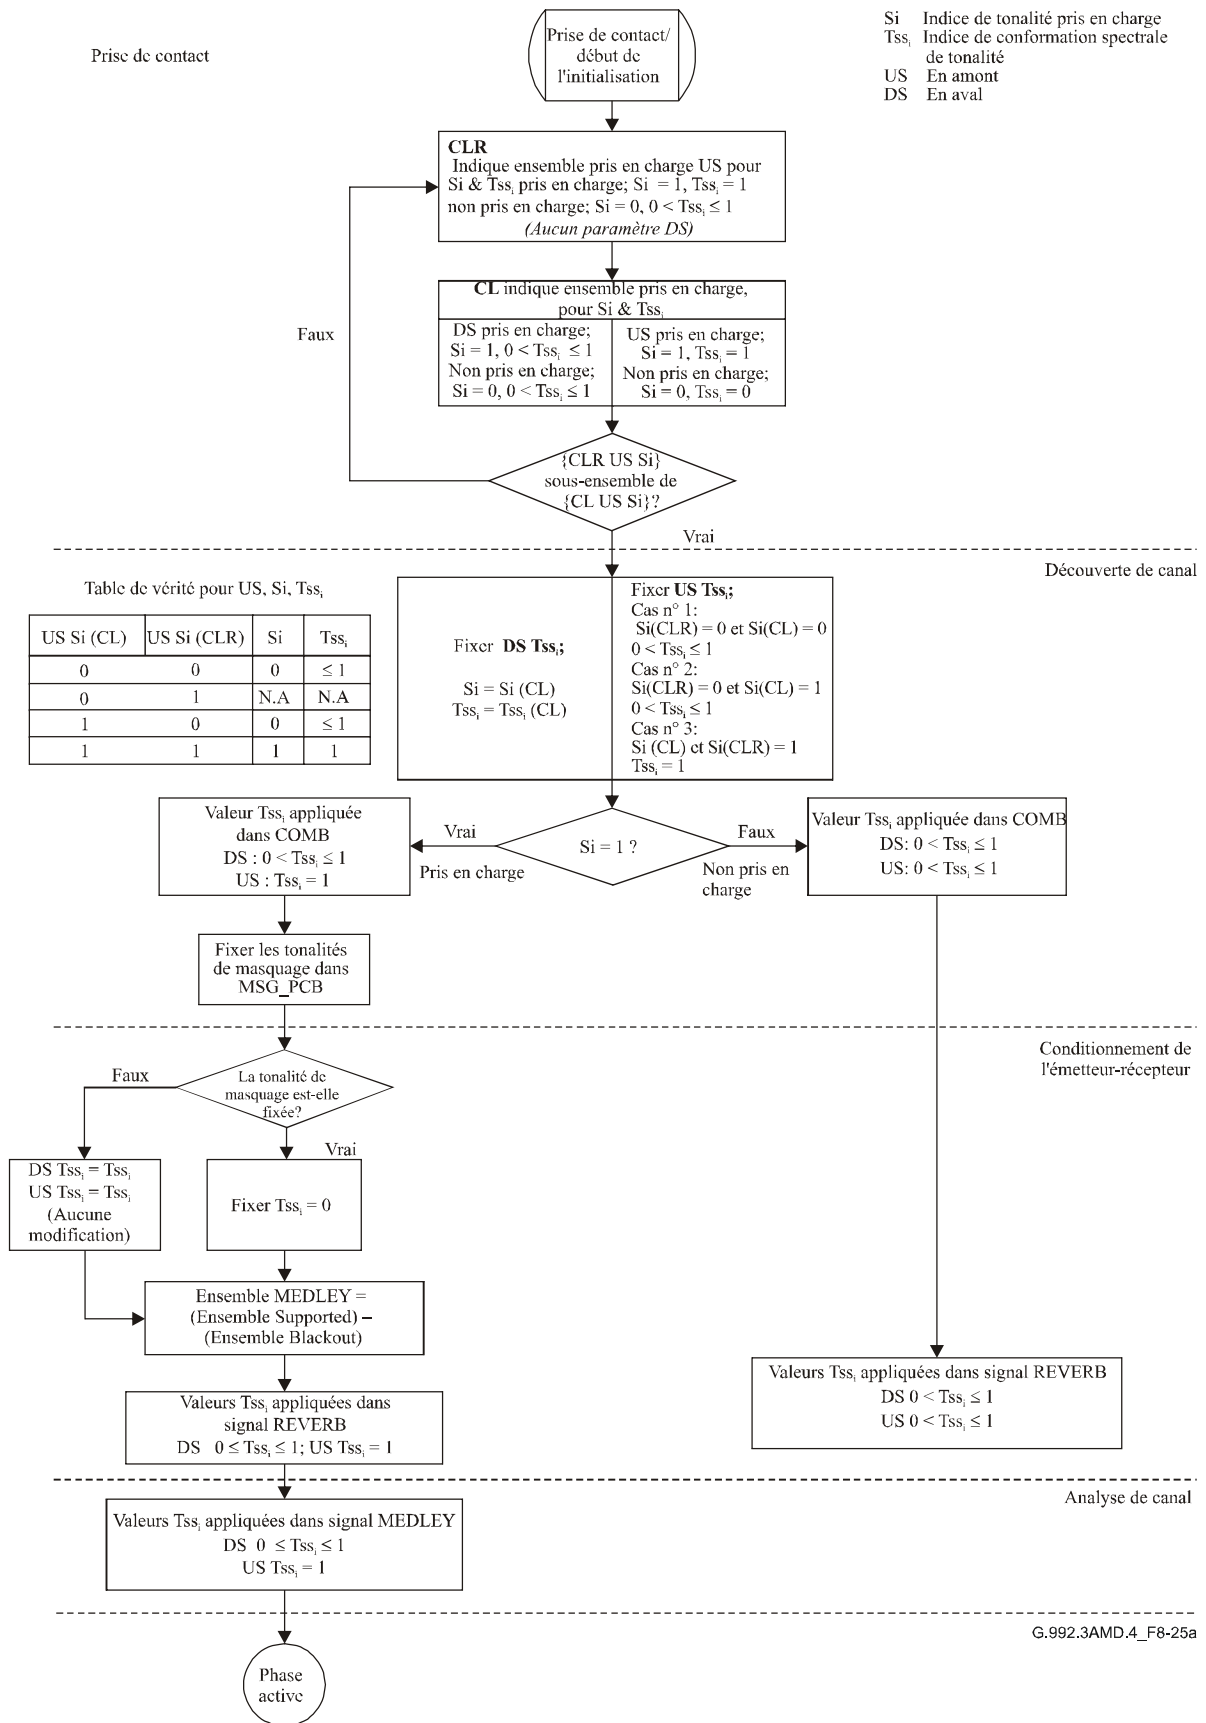 Prise de contact
Prise de contact/
début de
l'initialisation
Si Indice de tonalité pris en charge
Tssi Indice de conformation spectrale
de tonalité
US En amont
DS En aval
CLR
Indique ensemble pris en charge US pour
Si & Tssi pris en charge; Si = 1, Tssi = 1
non pris en charge; Si = 0, 0 < Tssi ≤ 1
(Aucun paramètre DS)
CL indique ensemble pris en charge,
pour Si & Tssi
DS pris en charge;
Si = 1, 0 < Tssi ≤ 1
Non pris en charge;
Si = 0, 0 < Tssi ≤ 1
US pris en charge;
Si = 1, Tssi = 1
Non pris en charge;
Si = 0, Tssi = 0
Faux
{CLR US Si}
sous-ensemble de
{CL US Si}?
Vrai
Découverte de canal
Table de vérité pour US, Si, Tssi
US Si (CL) US Si (CLR) Si Tssi
0 0 0 ≤ 1
0 1 N.A N.A
1 0 0 ≤ 1
1 1 1 1
Fixer DS Tssi;
Si = Si (CL)
Tssi = Tssi (CL)
Fixer US Tssi;
Cas n° 1:
Si(CLR) = 0 et Si(CL) = 0
0 < Tssi ≤ 1
Cas n° 2:
Si(CLR) = 0 et Si(CL) = 1
0 < Tssi ≤ 1
Cas n° 3:
Si (CL) et Si(CLR) = 1
Tssi = 1
Valeur Tssi appliquée
dans COMB
DS : 0 < Tssi ≤ 1
US : Tssi = 1
Vrai
Pris en charge
Si = 1 ?
Faux
Non pris en
charge
Valeur Tssi appliquée dans COMB
DS: 0 < Tssi ≤ 1
US: 0 < Tssi ≤ 1
Fixer les tonalités
de masquage dans
MSG_PCB
Conditionnement de
l'émetteur-récepteur
Faux
La tonalité de
masquage est-elle
fixée?
Vrai
DS Tssi = Tssi
US Tssi = Tssi
(Aucune
modification)
Fixer Tssi = 0
Ensemble MEDLEY =
(Ensemble Supported) –
(Ensemble Blackout)
Valeurs Tssi appliquées dans
signal REVERB
DS 0 ≤ Tssi ≤ 1; US Tssi = 1
Valeurs Tssi appliquées dans signal REVERB
DS 0 < Tssi ≤ 1
US 0 < Tssi ≤ 1
Analyse de canal
Valeurs Tssi appliquées dans signal MEDLEY
DS 0 ≤ Tssi ≤ 1
US Tssi = 1
G.992.3AMD.4_F8-25a
Phase
active